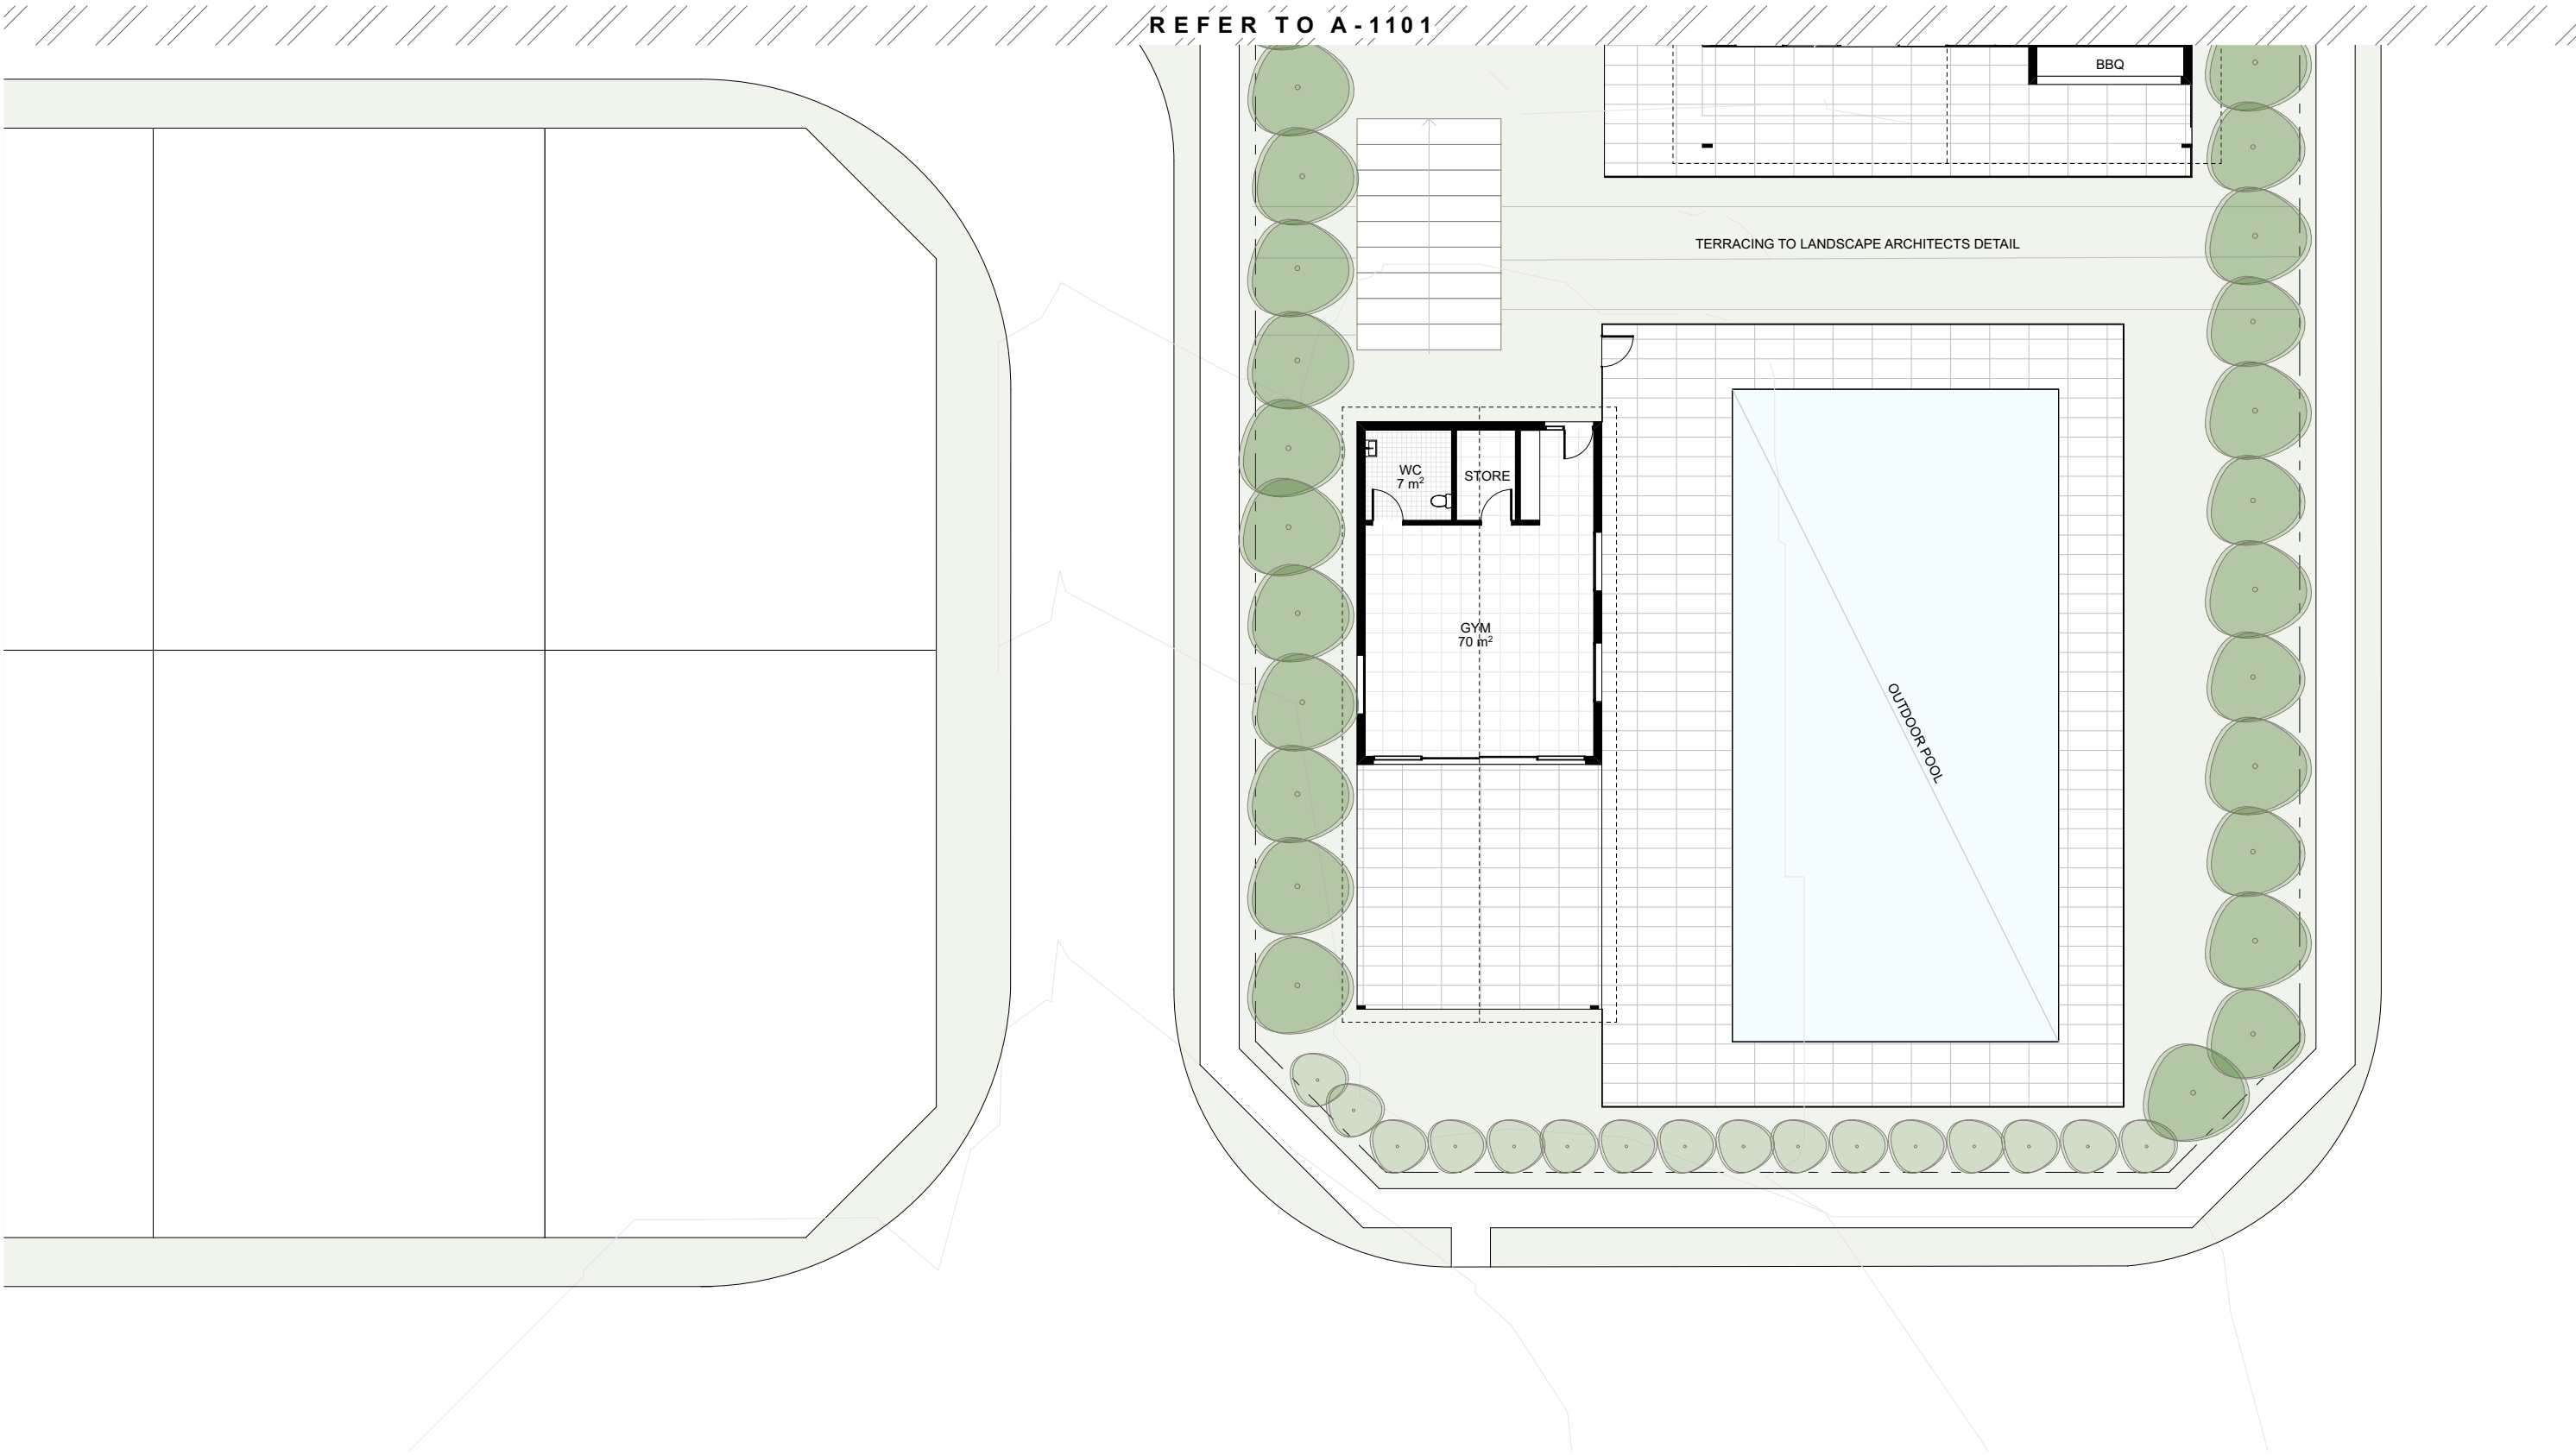 REFER TO A-1101
BBQ
TERRACING TO LANDSCAPE ARCHITECTS DETAIL
WC
7 m²
STORE
GYM
70 m²
OUTDOOR POOL